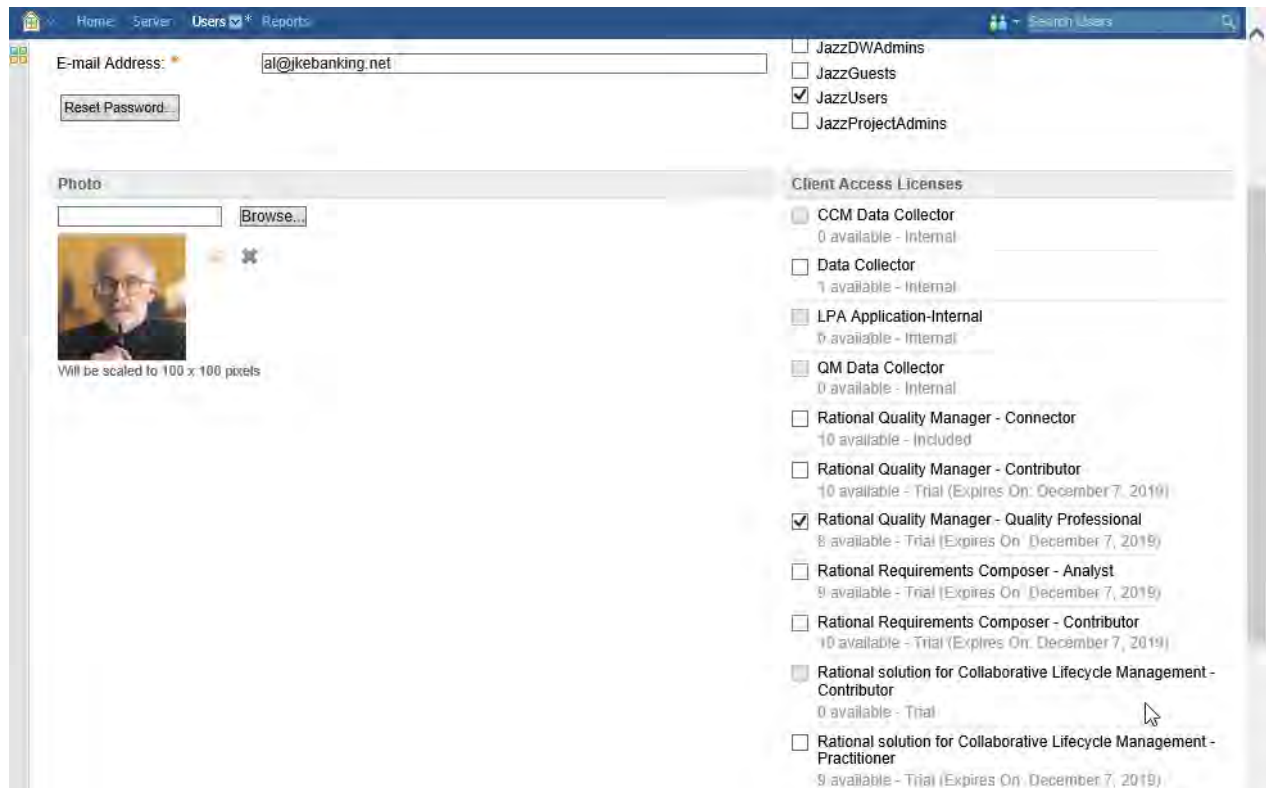 Home Server Users * Reports
Search Users
E-mail Address: *
al@jkebanking.net
Reset Password...
JazzDWAdmins
JazzGuests
JazzUsers
JazzProjectAdmins
Photo
Browse...
Will be scaled to 100 x 100 pixels
Client Access Licenses
CCM Data Collector
0 available - Internal
Data Collector
1 available - Internal
LPA Application-Internal
0 available - Internal
QM Data Collector
0 available - Internal
Rational Quality Manager - Connector
10 available - Included
Rational Quality Manager - Contributor
10 available - Trial (Expires On: December 7, 2019)
Rational Quality Manager - Quality Professional
8 available - Trial (Expires On: December 7, 2019)
Rational Requirements Composer - Analyst
9 available - Trial (Expires On: December 7, 2019)
Rational Requirements Composer - Contributor
10 available - Trial (Expires On: December 7, 2019)
Rational solution for Collaborative Lifecycle Management -
Contributor
0 available - Trial
Rational solution for Collaborative Lifecycle Management -
Practitioner
9 available - Trial (Expires On: December 7, 2019)